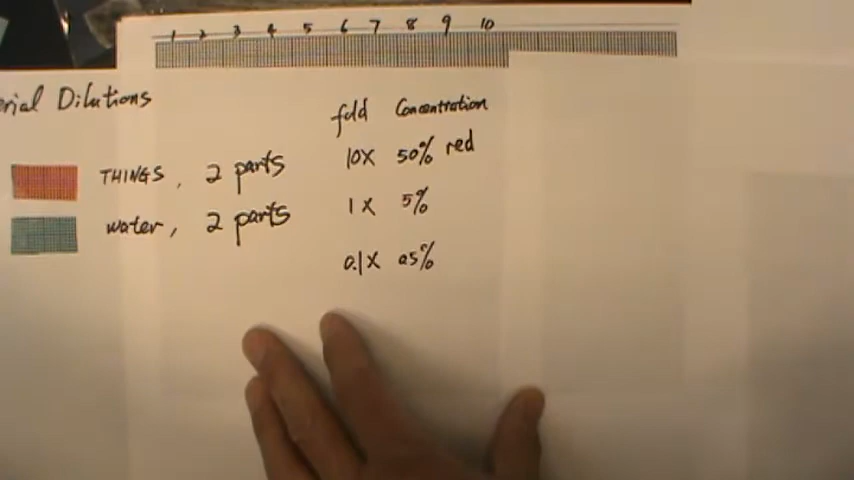 1 2 3 4 5 6 7 8 9 10
rial Dilutions
fold Concentration
10X 50% red
THINGS, 2 parts
1X 5%
water, 2 parts
0.1X 0.5%